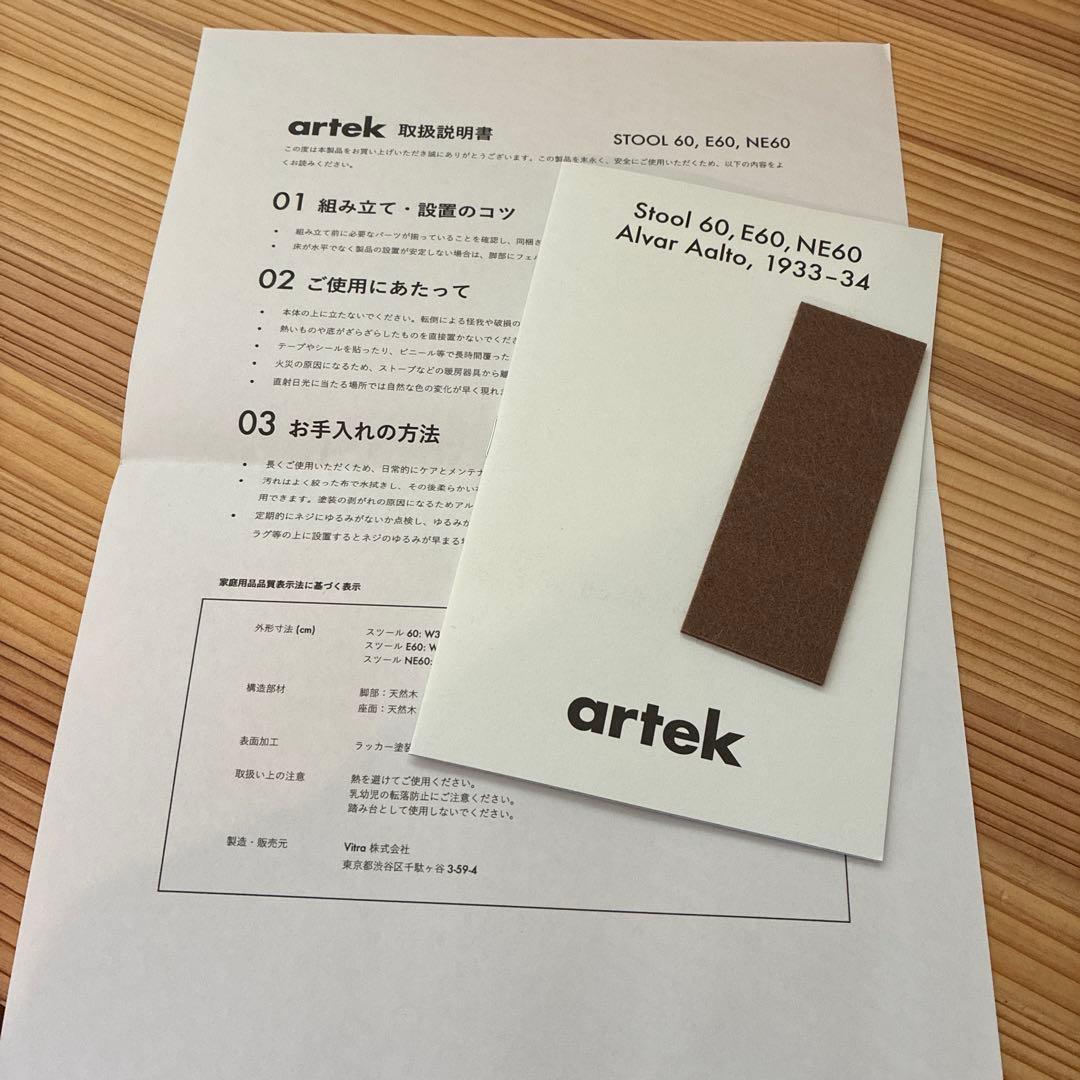 artek 取扱説明書
STOOL 60, E60, NE60
この度は本製品をお買い上げいただき誠にありがとうございます。この製品を末永く、安全にご使用いただくため、以下の内容をよ
くお読みください。
01 組み立て・設置のコツ
• 組み立て前に必要なパーツが揃っていることを確認し、同梱さ
• 床が水平でなく製品の設置が安定しない場合は、脚部にフェル
02 ご使用にあたって
• 本体の上に立たないでください。転倒による怪我や破損の
• 熱いものや底がざらざらしたものを直接置かないでくださ
• テープやシールを貼ったり、ビニール等で長時間覆った
• 火災の原因になるため、ストーブなどの暖房器具から離
• 直射日光に当たる場所では自然な色の変化が早く現れ
03 お手入れの方法
• 長くご使用いただくため、日常的にケアとメンテナ
• 汚れはよく絞った布で水拭きし、その後柔らかい
用できます。塗装の剥がれの原因になるためアル
• 定期的にネジにゆるみがないか点検し、ゆるみが
ラグ等の上に設置するとネジのゆるみが早まる
家庭用品品質表示法に基づく表示
外形寸法 (cm)
スツール 60: W3
スツール E60: W
スツール NE60:
構造部材
脚部：天然木
座面：天然木
表面加工
ラッカー塗装
取扱い上の注意
熱を避けてご使用ください。
乳幼児の転落防止にご注意ください。
踏み台として使用しないでください。
製造・販売元
Vitra 株式会社
東京都渋谷区千駄ヶ谷 3-59-4
Stool 60, E60, NE60
Alvar Aalto, 1933–34
artek